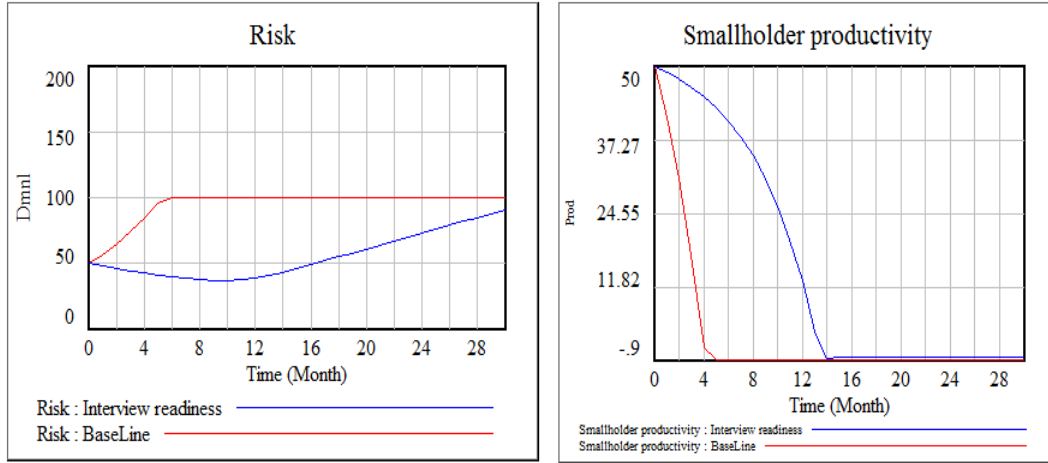 Risk
200
150
100
50
0
Dmnl
0 4 8 12 16 20 24 28
Time (Month)
Risk : Interview readiness
Risk : BaseLine
Smallholder productivity
50
37.27
24.55
11.82
-.9
Prod
0 4 8 12 16 20 24 28
Time (Month)
Smallholder productivity : Interview readiness
Smallholder productivity : BaseLine